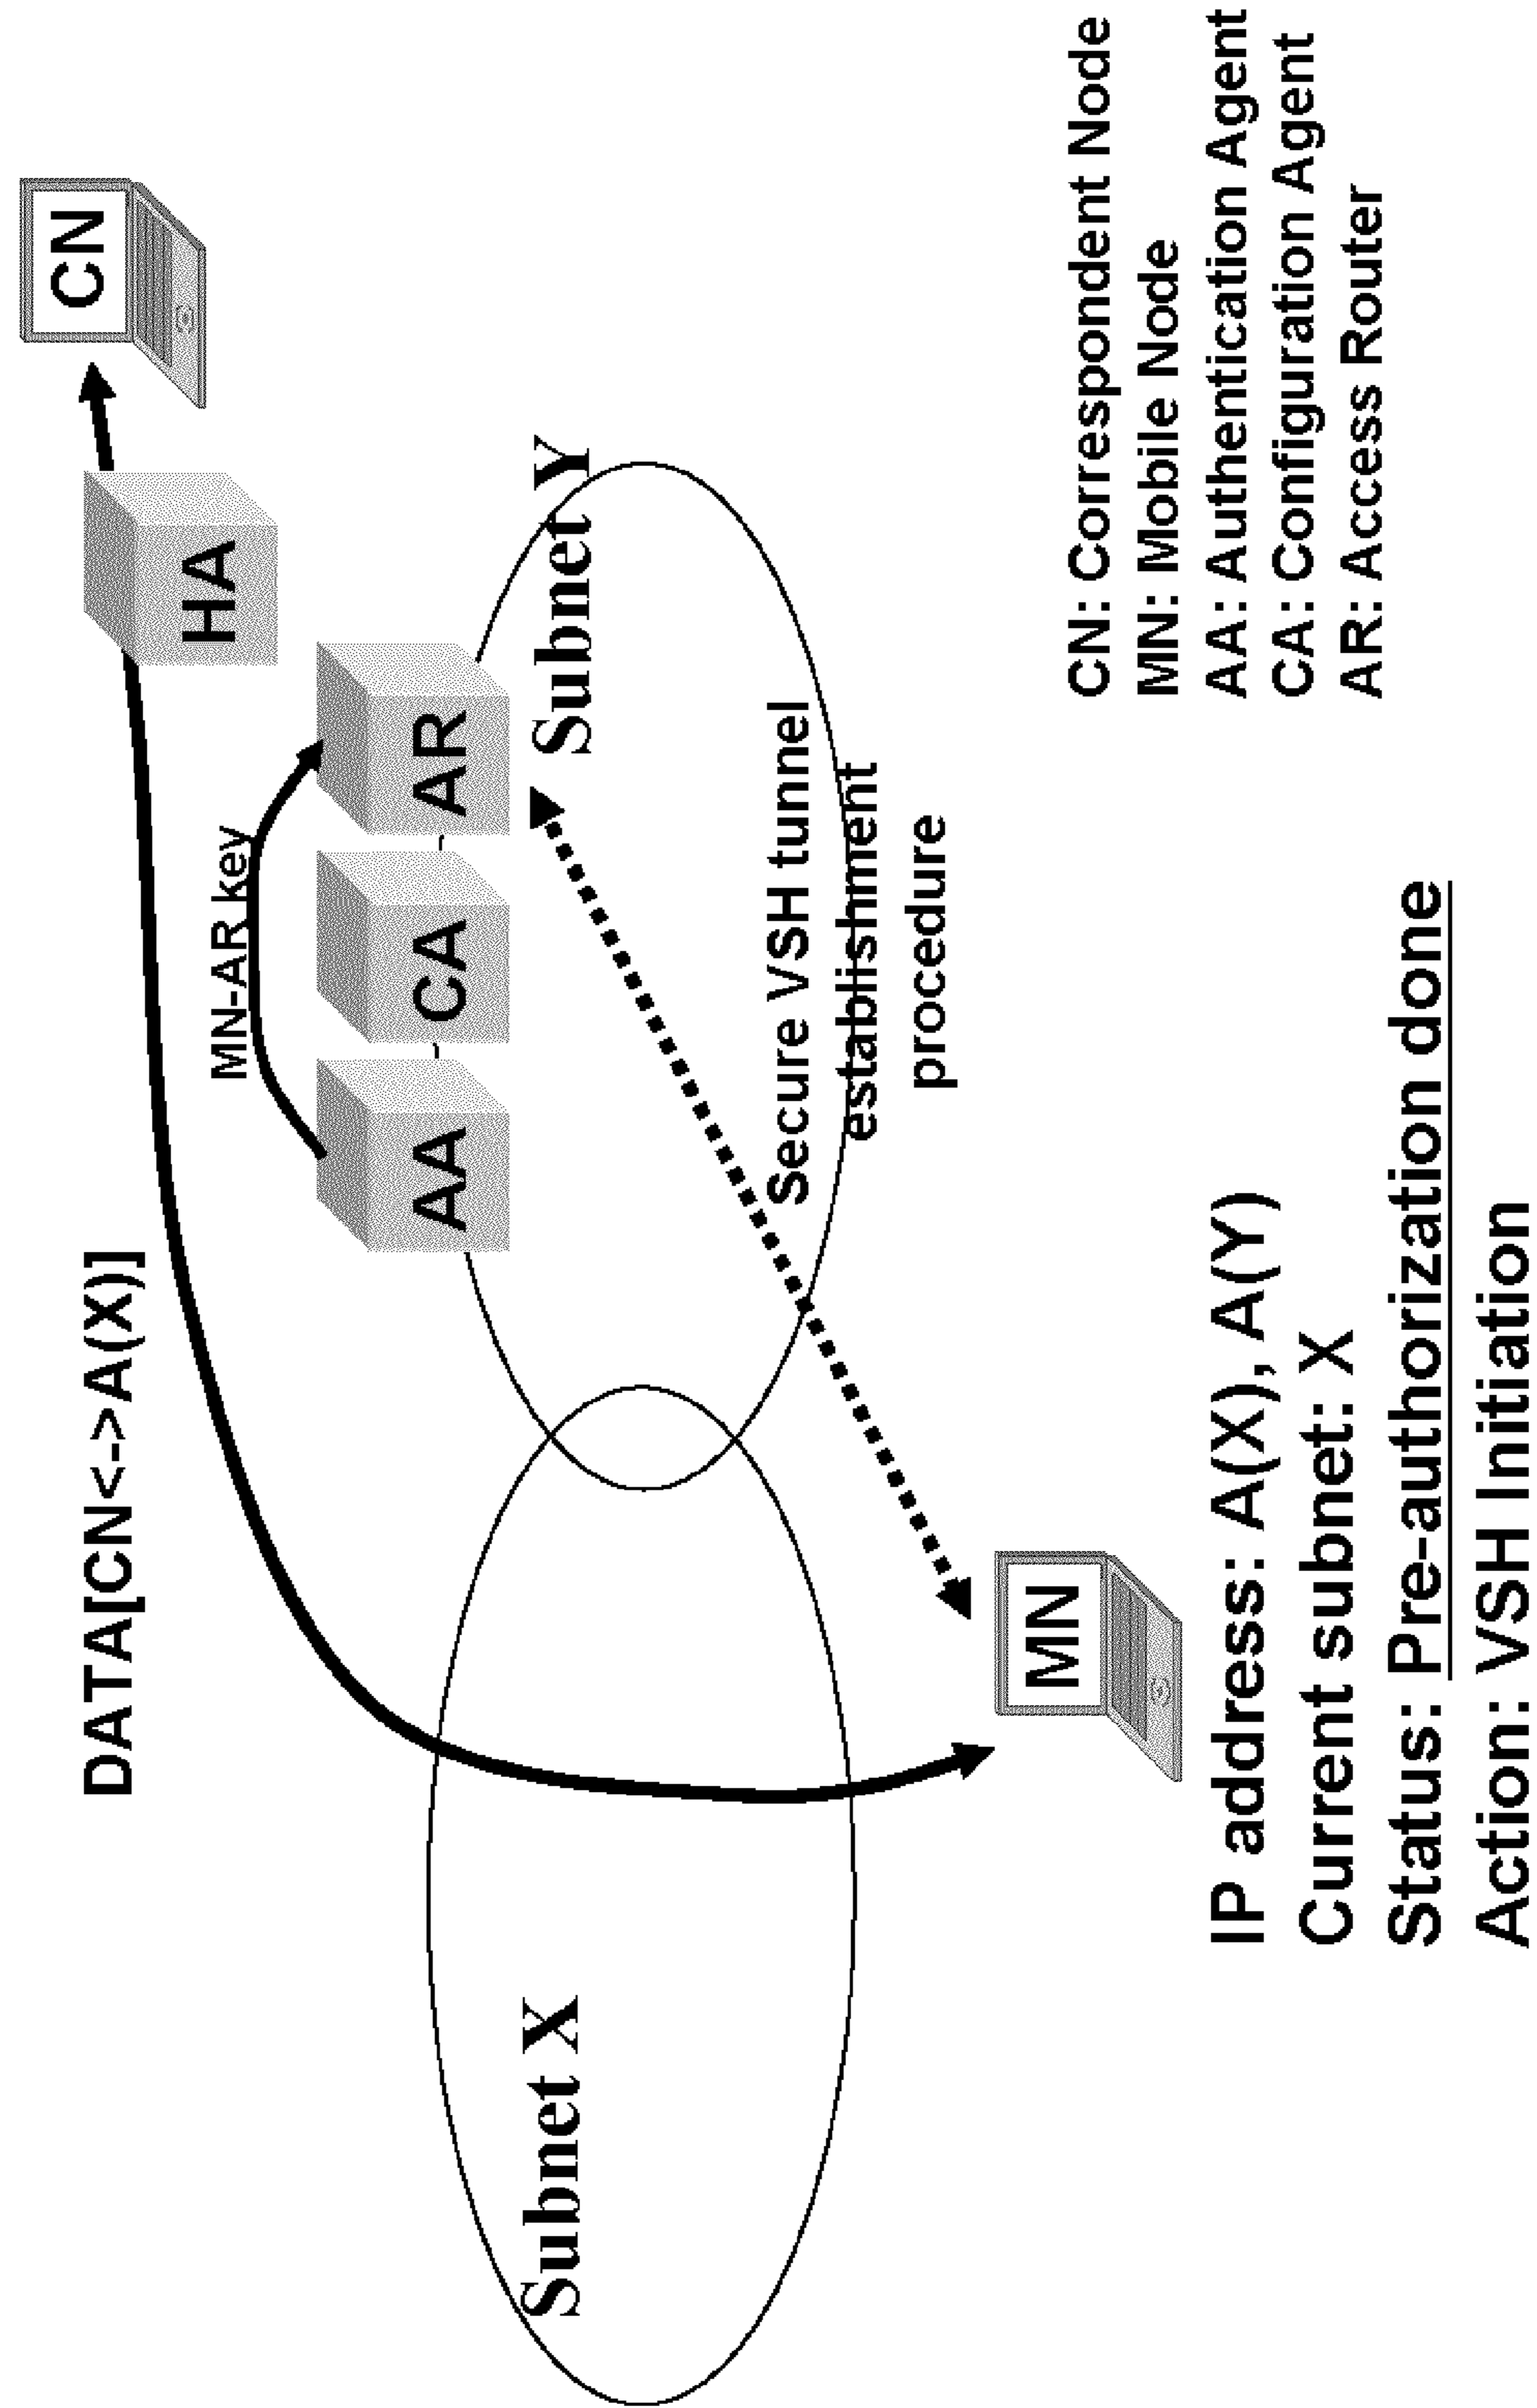 DATA[CN<->A(X)]
CN
HA
MN-AR key
AA
CA
AR
Subnet X
Subnet Y
Secure VSH tunnel
establishment
procedure
MN
IP address: A(X), A(Y)
Current subnet: X
Status: Pre-authorization done
Action: VSH Initiation
CN: Correspondent Node
MN: Mobile Node
AA: Authentication Agent
CA: Configuration Agent
AR: Access Router